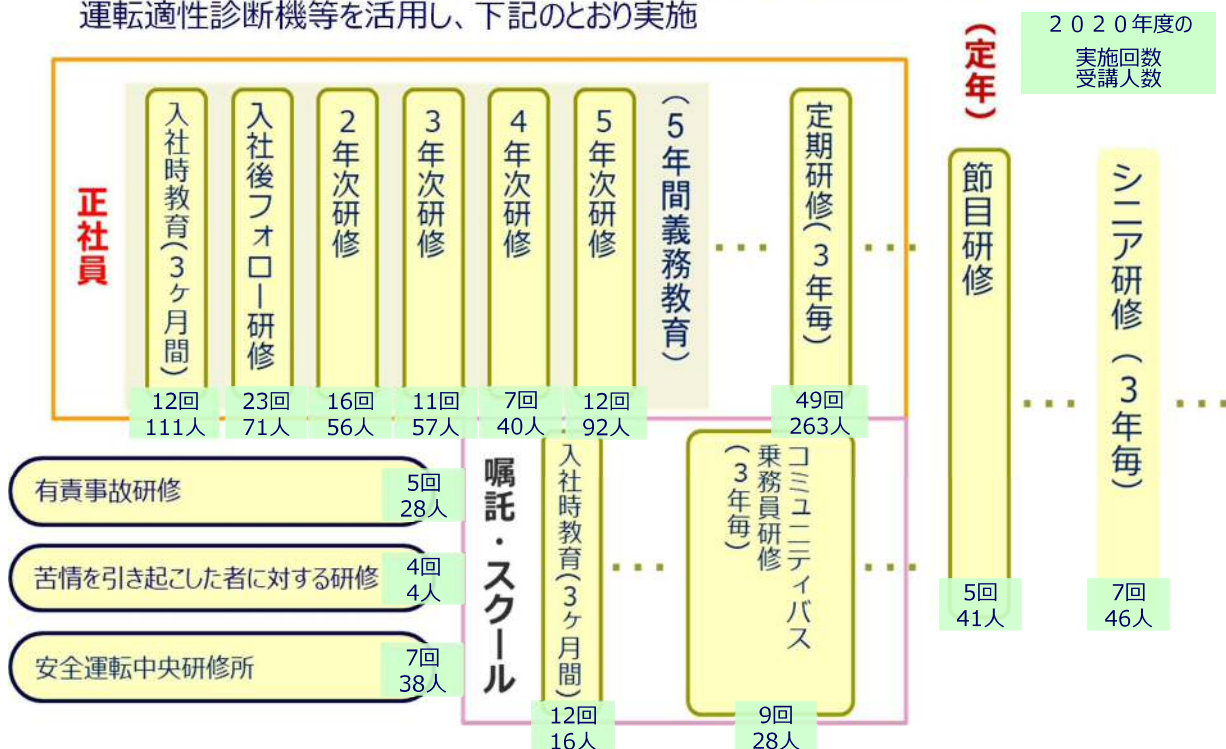 運転適性診断機等を活用し、下記のとおり実施
２０２０年度の
実施回数
受講人数
(定年)
正社員
入社時教育(3ヶ月間)
12回
111人
入社後フォロー研修
23回
71人
2年次研修
16回
56人
3年次研修
11回
57人
4年次研修
7回
40人
5年次研修
12回
92人
(5年間義務教育)
･･･
定期研修(3年毎)
49回
263人
･･･
節目研修
5回
41人
･･･
シニア研修(3年毎)
7回
46人
･･･
有責事故研修
5回
28人
苦情を引き起こした者に対する研修
4回
4人
安全運転中央研修所
7回
38人
嘱託・スクール
入社時教育(3ヶ月間)
12回
16人
･･･
コミュニティバス
乗務員研修
(3年毎)
9回
28人
･･･